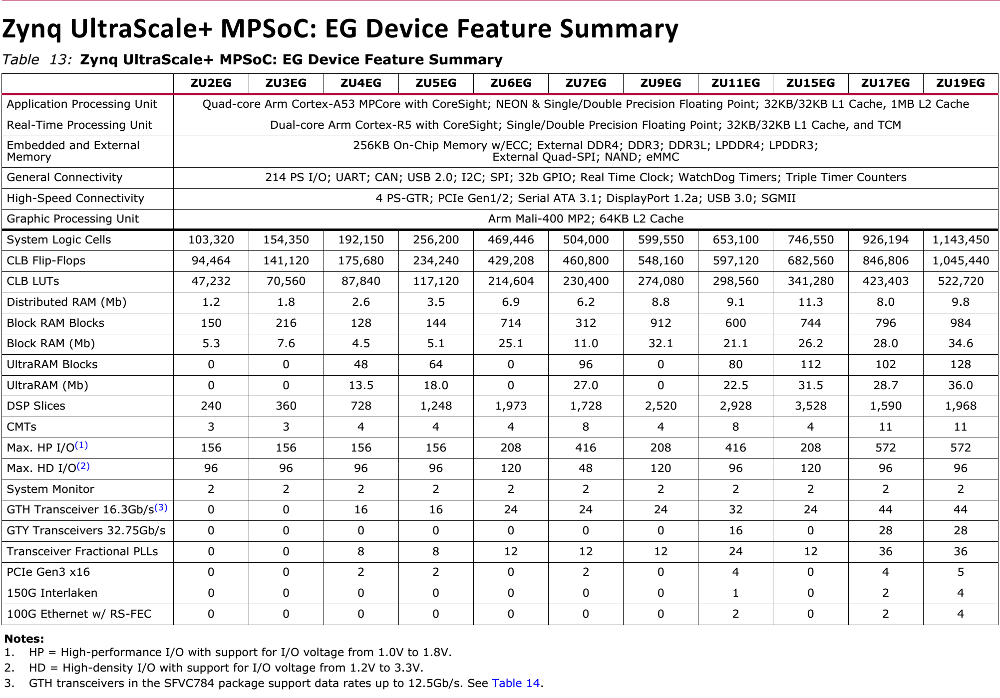 Zynq UltraScale+ MPSoC: EG Device Feature Summary
Table 13: Zynq UltraScale+ MPSoC: EG Device Feature Summary
ZU2EG ZU3EG ZU4EG ZU5EG ZU6EG ZU7EG ZU9EG ZU11EG ZU15EG ZU17EG ZU19EG
Application Processing Unit Quad-core Arm Cortex-A53 MPCore with CoreSight; NEON & Single/Double Precision Floating Point; 32KB/32KB L1 Cache, 1MB L2 Cache
Real-Time Processing Unit Dual-core Arm Cortex-R5 with CoreSight; Single/Double Precision Floating Point; 32KB/32KB L1 Cache, and TCM
Embedded and External 256KB On-Chip Memory w/ECC; External DDR4; DDR3; DDR3L; LPDDR4; LPDDR3;
Memory External Quad-SPI; NAND; eMMC
General Connectivity 214 PS I/O; UART; CAN; USB 2.0; I2C; SPI; 32b GPIO; Real Time Clock; WatchDog Timers; Triple Timer Counters
High-Speed Connectivity 4 PS-GTR; PCIe Gen1/2; Serial ATA 3.1; DisplayPort 1.2a; USB 3.0; SGMII
Graphic Processing Unit Arm Mali-400 MP2; 64KB L2 Cache
System Logic Cells 103,320 154,350 192,150 256,200 469,446 504,000 599,550 653,100 746,550 926,194 1,143,450
CLB Flip-Flops 94,464 141,120 175,680 234,240 429,208 460,800 548,160 597,120 682,560 846,806 1,045,440
CLB LUTs 47,232 70,560 87,840 117,120 214,604 230,400 274,080 298,560 341,280 423,403 522,720
Distributed RAM (Mb) 1.2 1.8 2.6 3.5 6.9 6.2 8.8 9.1 11.3 8.0 9.8
Block RAM Blocks 150 216 128 144 714 312 912 600 744 796 984
Block RAM (Mb) 5.3 7.6 4.5 5.1 25.1 11.0 32.1 21.1 26.2 28.0 34.6
UltraRAM Blocks 0 0 48 64 0 96 0 80 112 102 128
UltraRAM (Mb) 0 0 13.5 18.0 0 27.0 0 22.5 31.5 28.7 36.0
DSP Slices 240 360 728 1,248 1,973 1,728 2,520 2,928 3,528 1,590 1,968
CMTs 3 3 4 4 4 8 4 8 4 11 11
Max. HP I/O(1) 156 156 156 156 208 416 208 416 208 572 572
Max. HD I/O(2) 96 96 96 96 120 48 120 96 120 96 96
System Monitor 2 2 2 2 2 2 2 2 2 2 2
GTH Transceiver 16.3Gb/s(3) 0 0 16 16 24 24 24 32 24 44 44
GTY Transceivers 32.75Gb/s 0 0 0 0 0 0 0 16 0 28 28
Transceiver Fractional PLLs 0 0 8 8 12 12 12 24 12 36 36
PCIe Gen3 x16 0 0 2 2 0 2 0 4 0 4 5
150G Interlaken 0 0 0 0 0 0 0 1 0 2 4
100G Ethernet w/ RS-FEC 0 0 0 0 0 0 0 2 0 2 4
Notes:
1. HP = High-performance I/O with support for I/O voltage from 1.0V to 1.8V.
2. HD = High-density I/O with support for I/O voltage from 1.2V to 3.3V.
3. GTH transceivers in the SFVC784 package support data rates up to 12.5Gb/s. See Table 14.